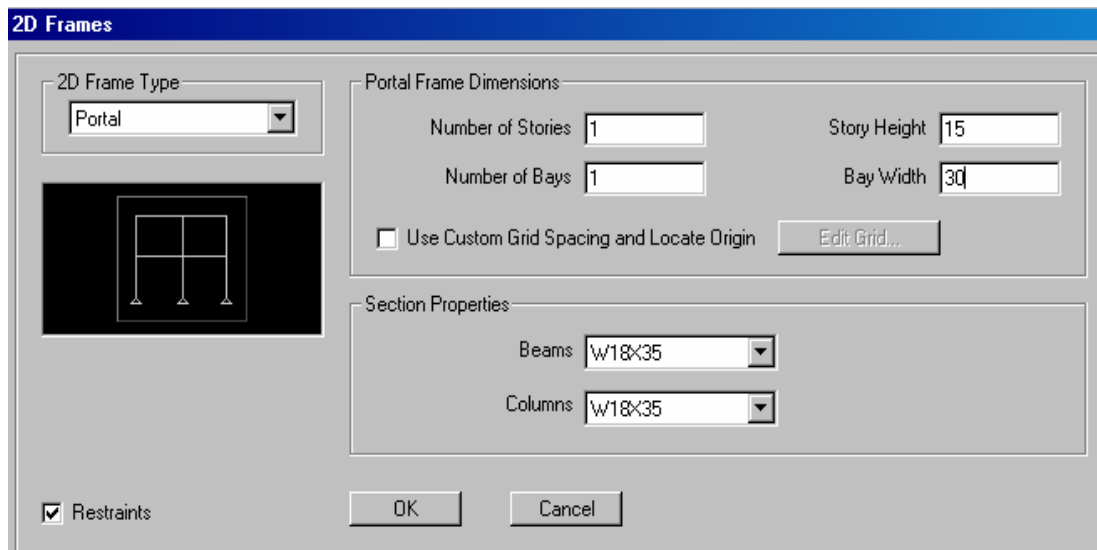 2D Frames
2D Frame Type
Portal
Portal Frame Dimensions
Number of Stories 1 Story Height 15
Number of Bays 1 Bay Width 30
Use Custom Grid Spacing and Locate Origin Edit Grid...
Section Properties
Beams W18X35
Columns W18X35
Restraints OK Cancel